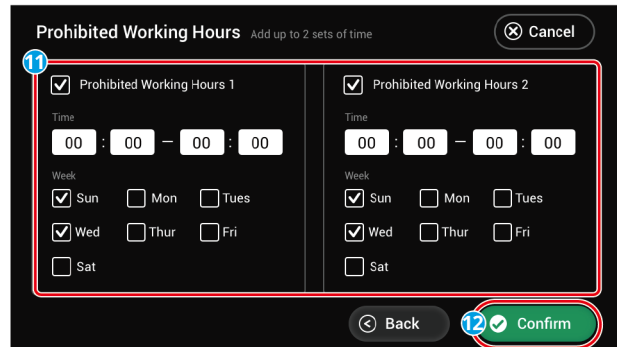 Prohibited Working Hours Add up to 2 sets of time Cancel
11
Prohibited Working Hours 1
Time
00 : 00 – 00 : 00
Week
Sun Mon Tues
Wed Thur Fri
Sat
Prohibited Working Hours 2
Time
00 : 00 – 00 : 00
Week
Sun Mon Tues
Wed Thur Fri
Sat
Back 12 Confirm